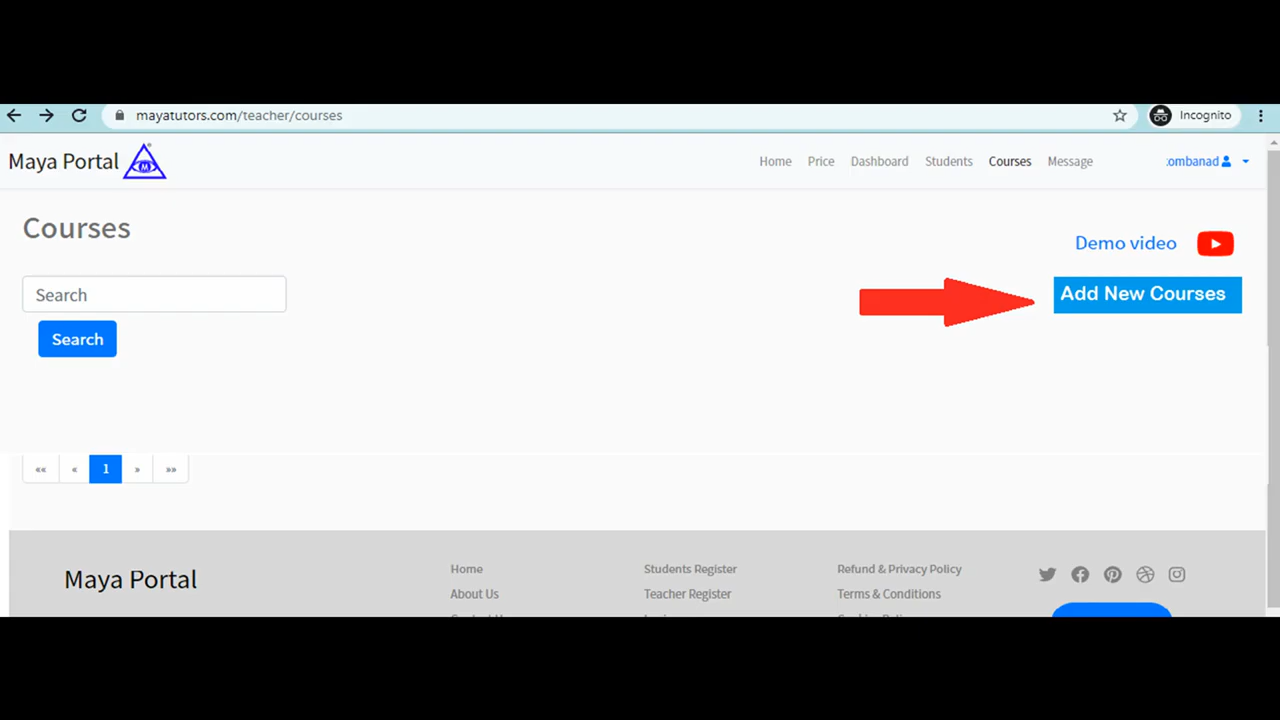 mayatutors.com/teacher/courses
Incognito
Maya Portal M
Home Price Dashboard Students Courses Message :ombanad
Courses
Demo video
Search
Add New Courses
Search
«« « 1 » »»
Maya Portal
Home Students Register Refund & Privacy Policy
About Us Teacher Register Terms & Conditions